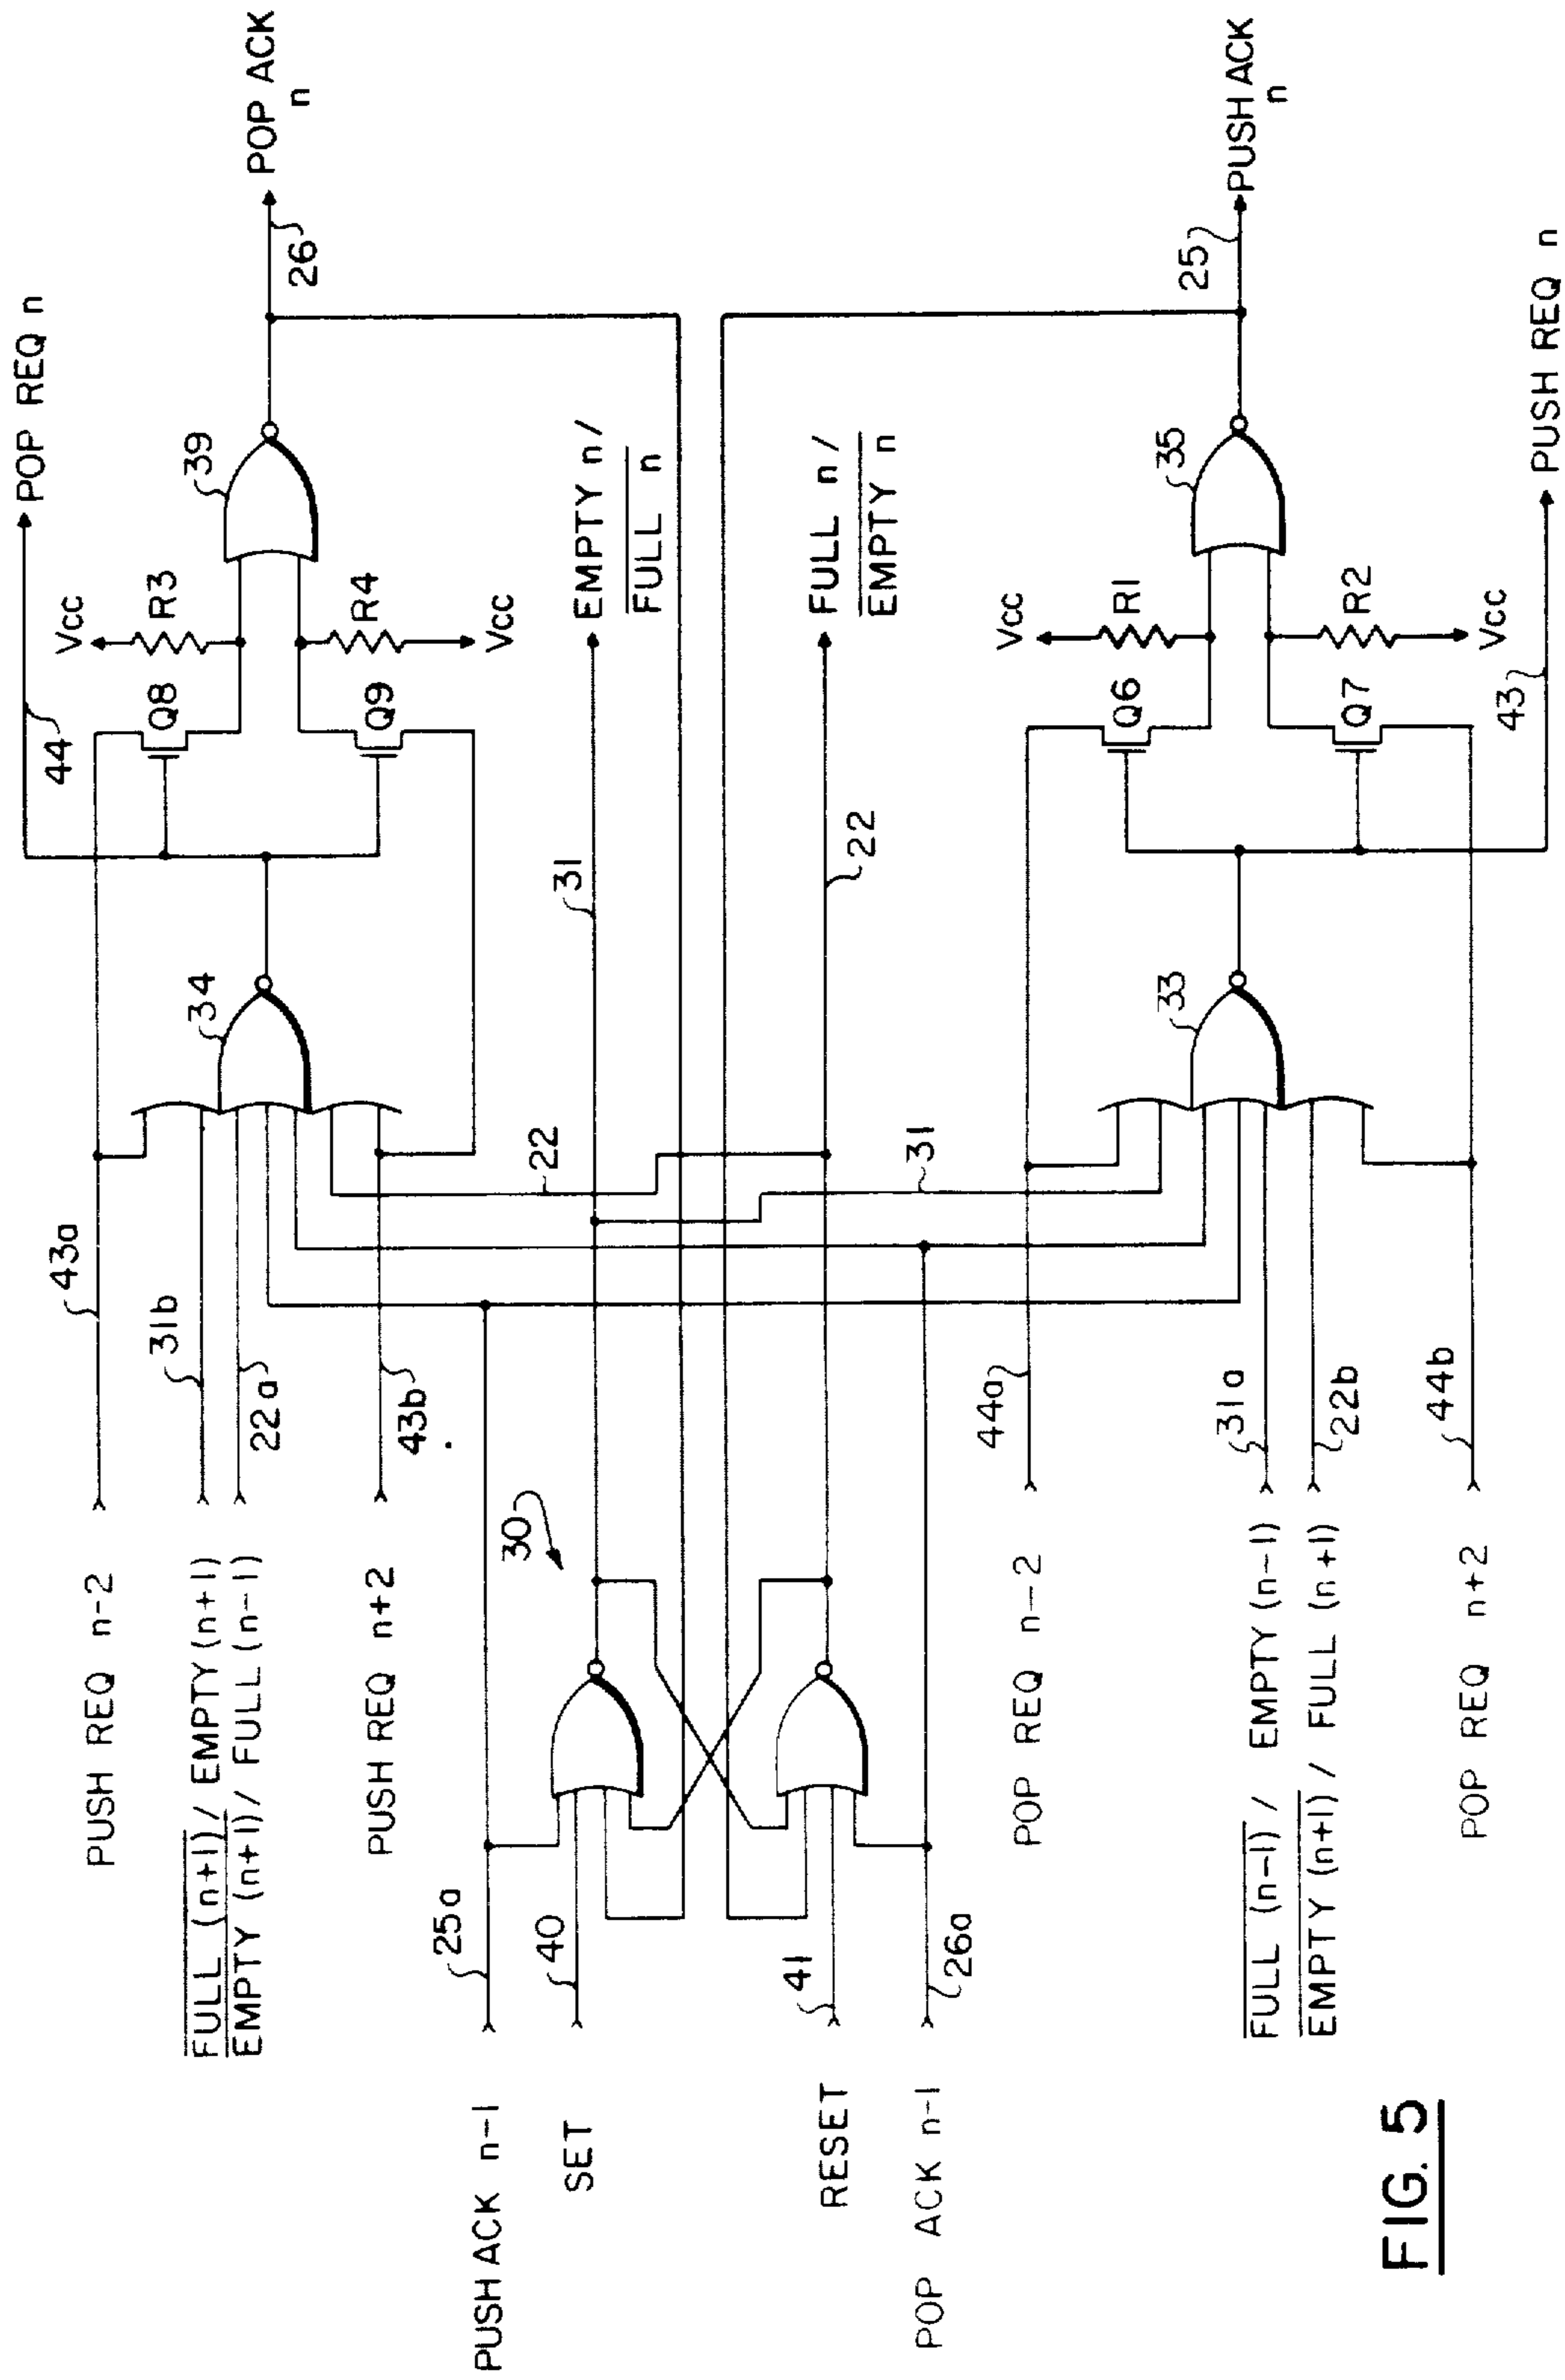 PUSH REQ n-2
43a
44
POP REQ n
FULL (n+1) / EMPTY (n+1)
31b
EMPTY (n+1) / FULL (n-1)
22a
34
Q8
Vcc
R3
39
26
POP ACK
n
PUSH REQ n+2
43b
Q9
R4
Vcc
PUSH ACK n-1
25a
SET
40
30
22
31
EMPTY n /
FULL n
RESET
41
31
22
FULL n /
EMPTY n
POP ACK n-1
26a
POP REQ n-2
44a
33
Q6
Vcc
R1
35
25
PUSH ACK
n
FULL (n-1) / EMPTY (n-1)
31a
EMPTY (n+1) / FULL (n+1)
22b
Q7
R2
Vcc
POP REQ n+2
44b
43
PUSH REQ n
FIG. 5